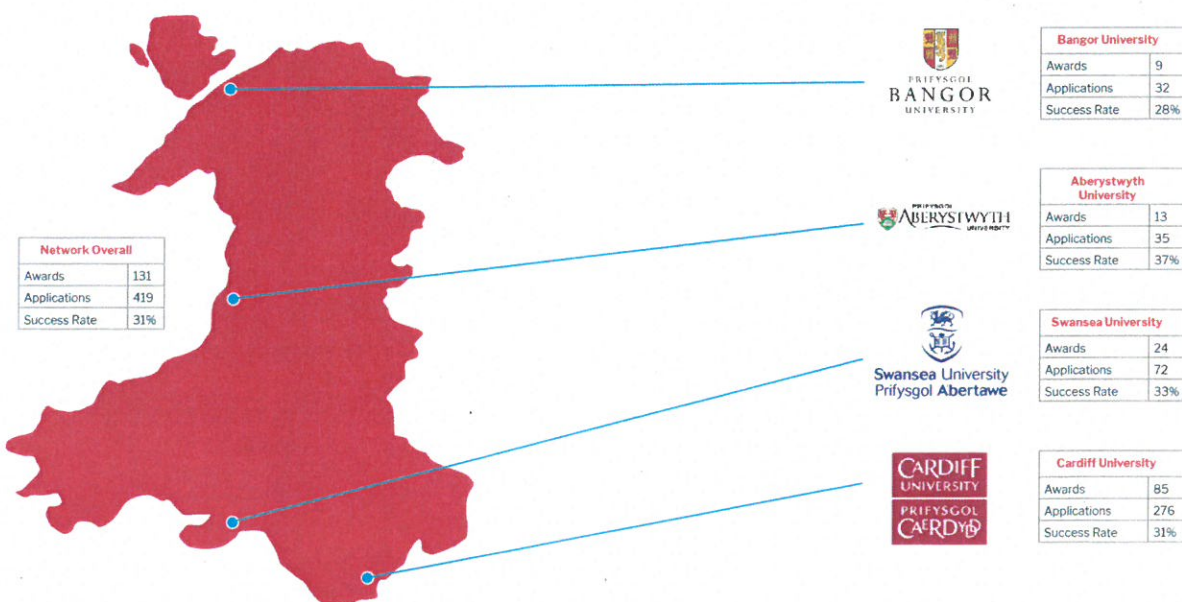 PRIFYSGOL
BANGOR
UNIVERSITY
Bangor University
Awards 9
Applications 32
Success Rate 28%
PRIFYSGOL
ABERYSTWYTH
UNIVERSITY
Aberystwyth
University
Awards 13
Applications 35
Success Rate 37%
Network Overall
Awards 131
Applications 419
Success Rate 31%
Swansea University
Prifysgol Abertawe
Swansea University
Awards 24
Applications 72
Success Rate 33%
CARDIFF
UNIVERSITY
PRIFYSGOL
CAERDYDD
Cardiff University
Awards 85
Applications 276
Success Rate 31%